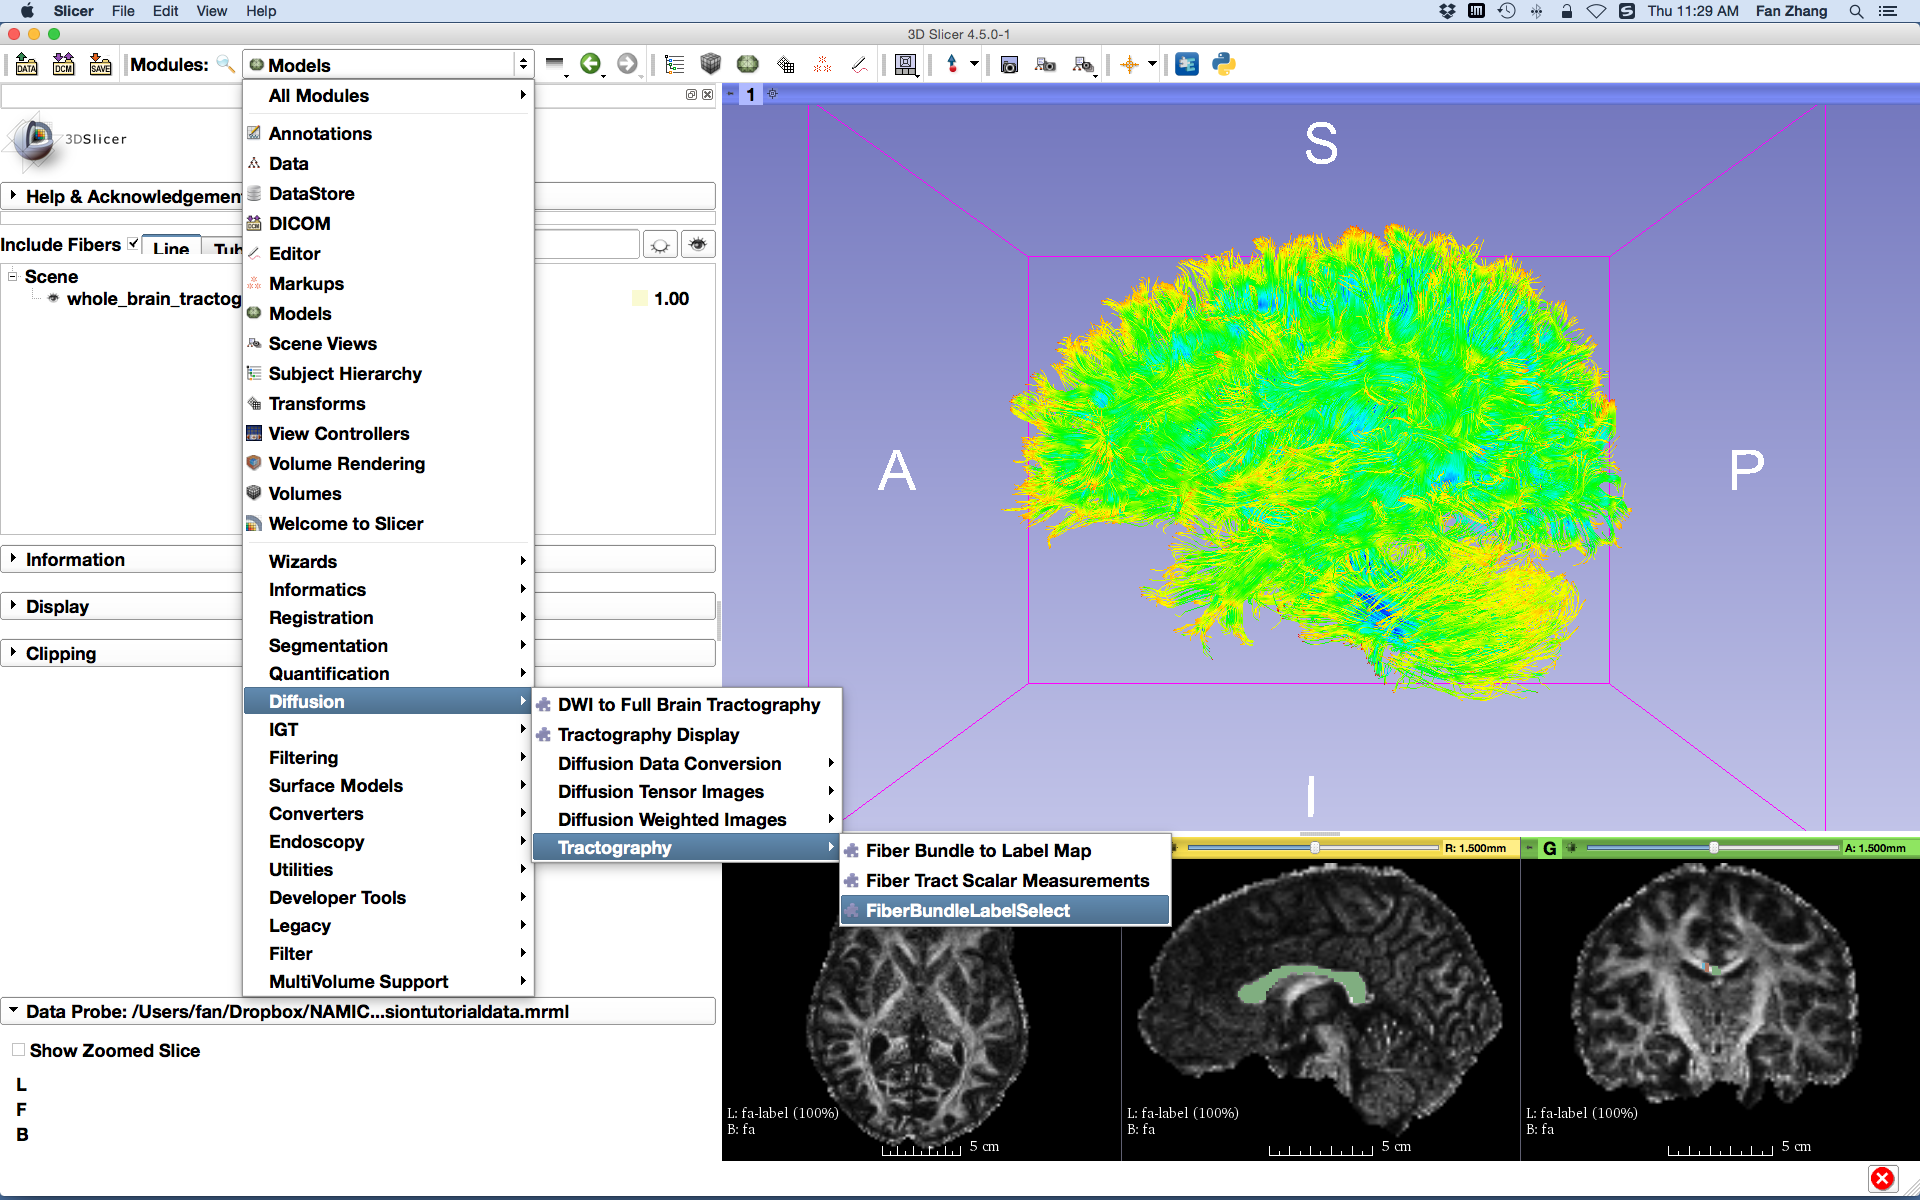 Slicer File Edit View Help Thu 11:29 AM Fan Zhang
3D Slicer 4.5.0-1
DATA DCM SAVE Modules: Models
All Modules
1
3DSlicer
Annotations
Data
DataStore
Help & Acknowledgemen
DICOM
Include Fibers Line Tub
Editor
Scene
Markups
whole_brain_tractog 1.00
Models
Scene Views
Subject Hierarchy
Transforms
View Controllers
Volume Rendering
Volumes
Welcome to Slicer
Information
Wizards
Informatics
Display
Registration
Segmentation
Clipping
Quantification
Diffusion
IGT
Filtering
Surface Models
Converters
Endoscopy
Utilities
Developer Tools
Legacy
Filter
MultiVolume Support
DWI to Full Brain Tractography
Tractography Display
Diffusion Data Conversion
Diffusion Tensor Images
Diffusion Weighted Images
Tractography
Fiber Bundle to Label Map
Fiber Tract Scalar Measurements
FiberBundleLabelSelect
S
A
P
I
R: 1.500mm
G A: 1.500mm
Data Probe: /Users/fan/Dropbox/NAMIC...siontutorialdata.mrml
Show Zoomed Slice
L
F
B
L: fa-label (100%)
B: fa
5 cm
L: fa-label (100%)
B: fa
5 cm
L: fa-label (100%)
B: fa
5 cm